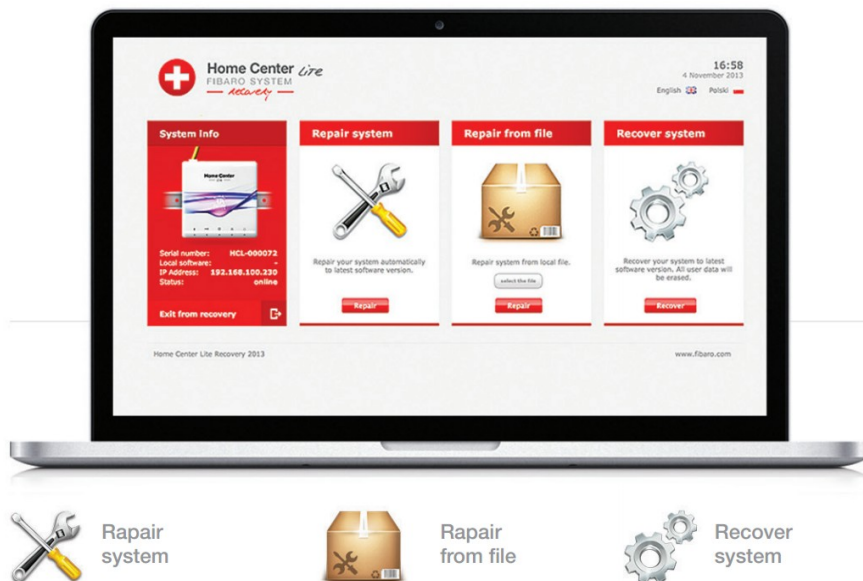 Home Center Lite
FIBARO SYSTEM
recovery
16:58
4 November 2013
English Polski
System Info
Home Center
Serial number: HCL-000072
Local software: -
IP Address: 192.168.100.230
Status: online
Exit from recovery
Repair system
Repair your system automatically
to latest software version.
Repair
Repair from file
Repair system from local file.
select the file
Repair
Recover system
Recover your system to latest
software version. All user data will
be erased.
Recover
Home Center Lite Recovery 2013
www.fibaro.com
Rapair
system
Rapair
from file
Recover
system